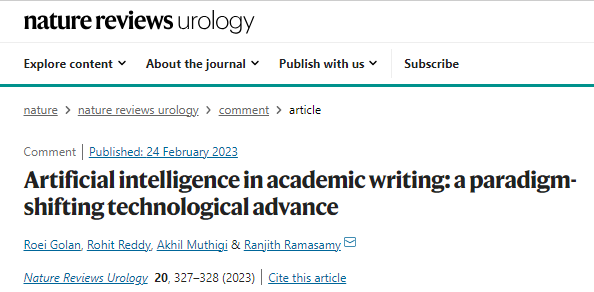 nature reviews urology
Explore content About the journal Publish with us Subscribe
nature > nature reviews urology > comment > article
Comment | Published: 24 February 2023
Artificial intelligence in academic writing: a paradigm-
shifting technological advance
Roei Golan, Rohit Reddy, Akhil Muthigi & Ranjith Ramasamy
Nature Reviews Urology 20, 327–328 (2023) | Cite this article